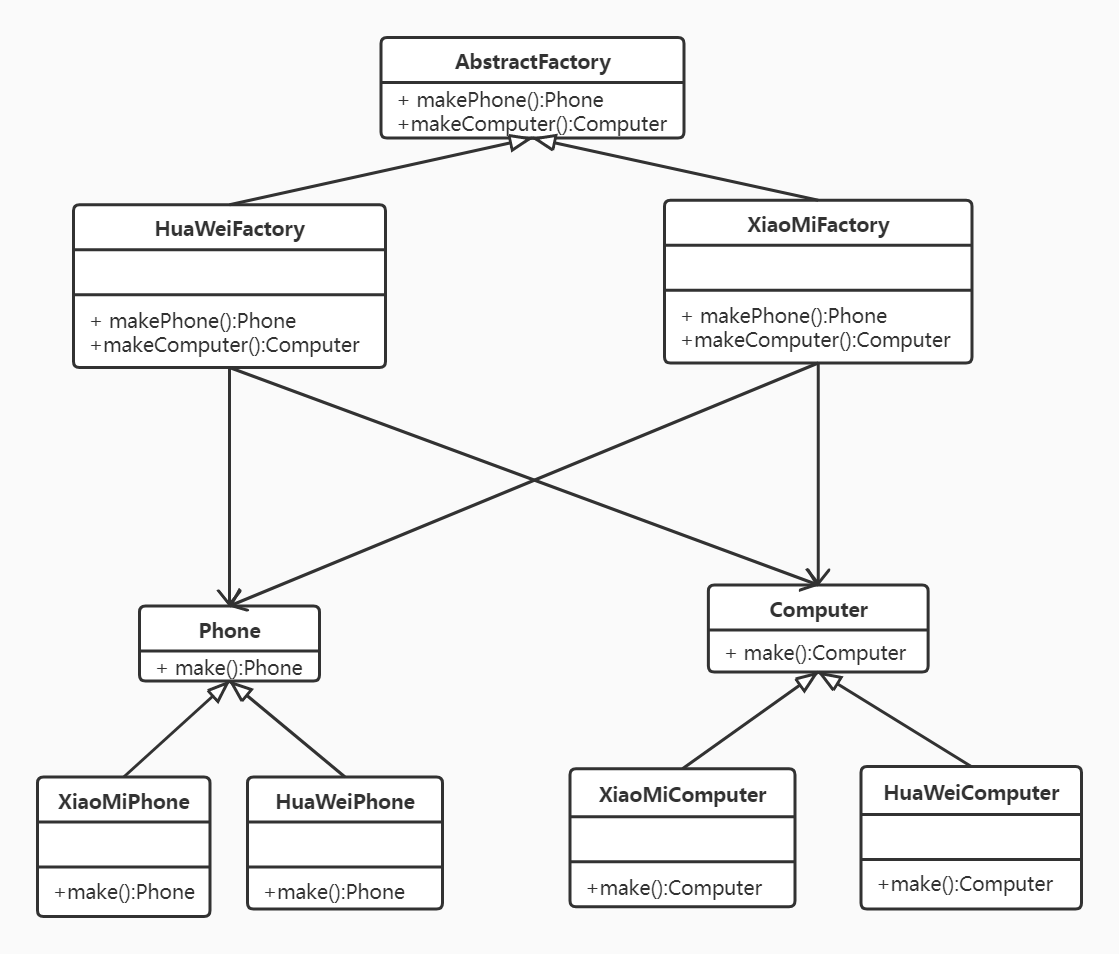 AbstractFactory
+ makePhone():Phone
+makeComputer():Computer
HuaWeiFactory
+ makePhone():Phone
+makeComputer():Computer
XiaoMiFactory
+ makePhone():Phone
+makeComputer():Computer
Phone
+ make():Phone
Computer
+ make():Computer
XiaoMiPhone
+make():Phone
HuaWeiPhone
+make():Phone
XiaoMiComputer
+make():Computer
HuaWeiComputer
+make():Computer